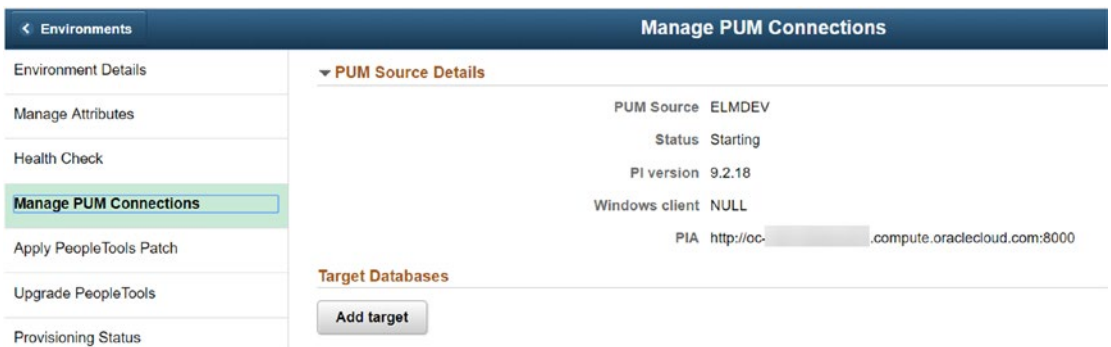 Environments
Manage PUM Connections
Environment Details
Manage Attributes
Health Check
Manage PUM Connections
Apply PeopleTools Patch
Upgrade PeopleTools
Provisioning Status
PUM Source Details
PUM Source ELMDEV
Status Starting
PI version 9.2.18
Windows client NULL
PIA http://oc- .compute.oraclecloud.com:8000
Target Databases
Add target